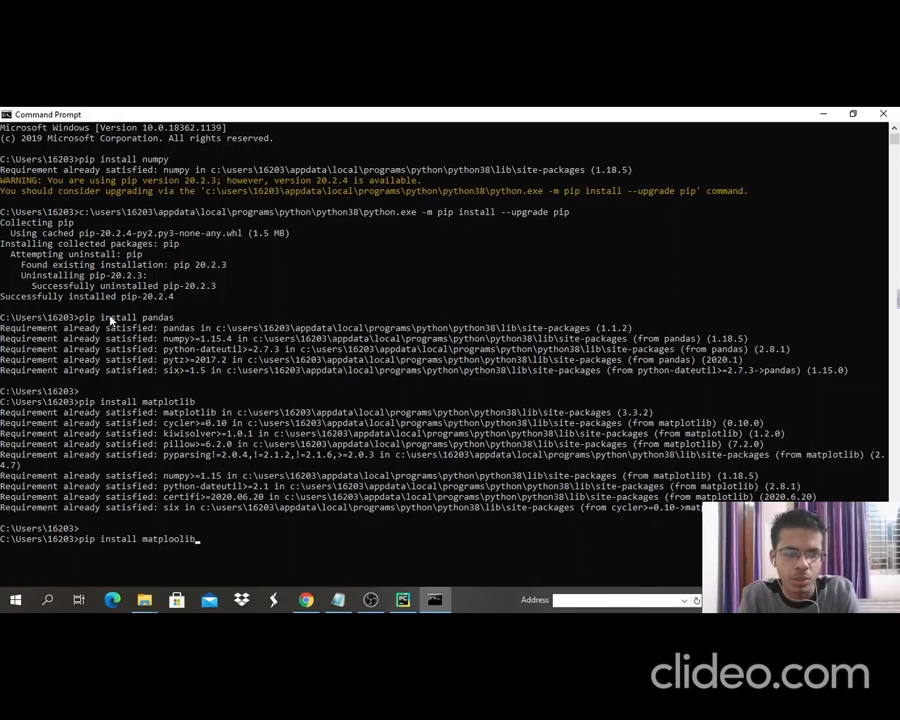 Command Prompt
Microsoft Windows [Version 10.0.18362.1139]
(c) 2019 Microsoft Corporation. All rights reserved.
C:\Users\16203>pip install numpy
Requirement already satisfied: numpy in c:\users\16203\appdata\local\programs\python\python38\lib\site-packages (1.18.5)
WARNING: You are using pip version 20.2.3; however, version 20.2.4 is available.
You should consider upgrading via the 'c:\users\16203\appdata\local\programs\python\python38\python.exe -m pip install --upgrade pip' command.
C:\Users\16203>c:\users\16203\appdata\local\programs\python\python38\python.exe -m pip install --upgrade pip
Collecting pip
Using cached pip-20.2.4-py2.py3-none-any.whl (1.5 MB)
Installing collected packages: pip
Attempting uninstall: pip
Found existing installation: pip 20.2.3
Uninstalling pip-20.2.3:
Successfully uninstalled pip-20.2.3
Successfully installed pip-20.2.4
C:\Users\16203>pip install pandas
Requirement already satisfied: pandas in c:\users\16203\appdata\local\programs\python\python38\lib\site-packages (1.1.2)
Requirement already satisfied: numpy>=1.15.4 in c:\users\16203\appdata\local\programs\python\python38\lib\site-packages (from pandas) (1.18.5)
Requirement already satisfied: python-dateutil>=2.7.3 in c:\users\16203\appdata\local\programs\python\python38\lib\site-packages (from pandas) (2.8.1)
Requirement already satisfied: pytz>=2017.2 in c:\users\16203\appdata\local\programs\python\python38\lib\site-packages (from pandas) (2020.1)
Requirement already satisfied: six>=1.5 in c:\users\16203\appdata\local\programs\python\python38\lib\site-packages (from python-dateutil>=2.7.3->pandas) (1.15.0)
C:\Users\16203>
C:\Users\16203>pip install matplotlib
Requirement already satisfied: matplotlib in c:\users\16203\appdata\local\programs\python\python38\lib\site-packages (3.3.2)
Requirement already satisfied: cycler>=0.10 in c:\users\16203\appdata\local\programs\python\python38\lib\site-packages (from matplotlib) (0.10.0)
Requirement already satisfied: kiwisolver>=1.0.1 in c:\users\16203\appdata\local\programs\python\python38\lib\site-packages (from matplotlib) (1.2.0)
Requirement already satisfied: pillow>=6.2.0 in c:\users\16203\appdata\local\programs\python\python38\lib\site-packages (from matplotlib) (7.2.0)
Requirement already satisfied: pyparsing!=2.0.4,!=2.1.2,!=2.1.6,>=2.0.3 in c:\users\16203\appdata\local\programs\python\python38\lib\site-packages (from matplotlib) (2.
4.7)
Requirement already satisfied: numpy>=1.15 in c:\users\16203\appdata\local\programs\python\python38\lib\site-packages (from matplotlib) (1.18.5)
Requirement already satisfied: python-dateutil>=2.1 in c:\users\16203\appdata\local\programs\python\python38\lib\site-packages (from matplotlib) (2.8.1)
Requirement already satisfied: certifi>=2020.06.20 in c:\users\16203\appdata\local\programs\python\python38\lib\site-packages (from matplotlib) (2020.6.20)
Requirement already satisfied: six in c:\users\16203\appdata\local\programs\python\python38\lib\site-packages (from cycler>=0.10->mat
C:\Users\16203>
C:\Users\16203>pip install matploolib_
Address
clideo.com